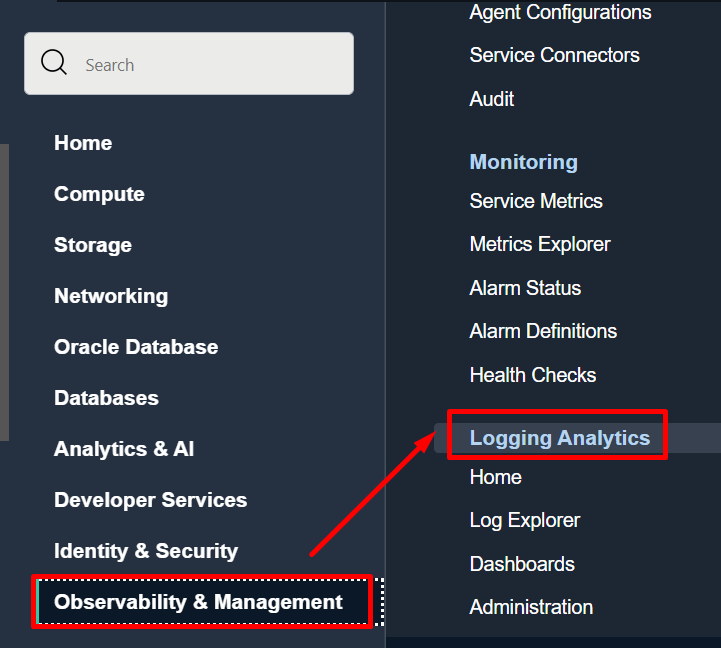 Search
Home
Compute
Storage
Networking
Oracle Database
Databases
Analytics & AI
Developer Services
Identity & Security
Observability & Management
Agent Configurations
Service Connectors
Audit
Monitoring
Service Metrics
Metrics Explorer
Alarm Status
Alarm Definitions
Health Checks
Logging Analytics
Home
Log Explorer
Dashboards
Administration